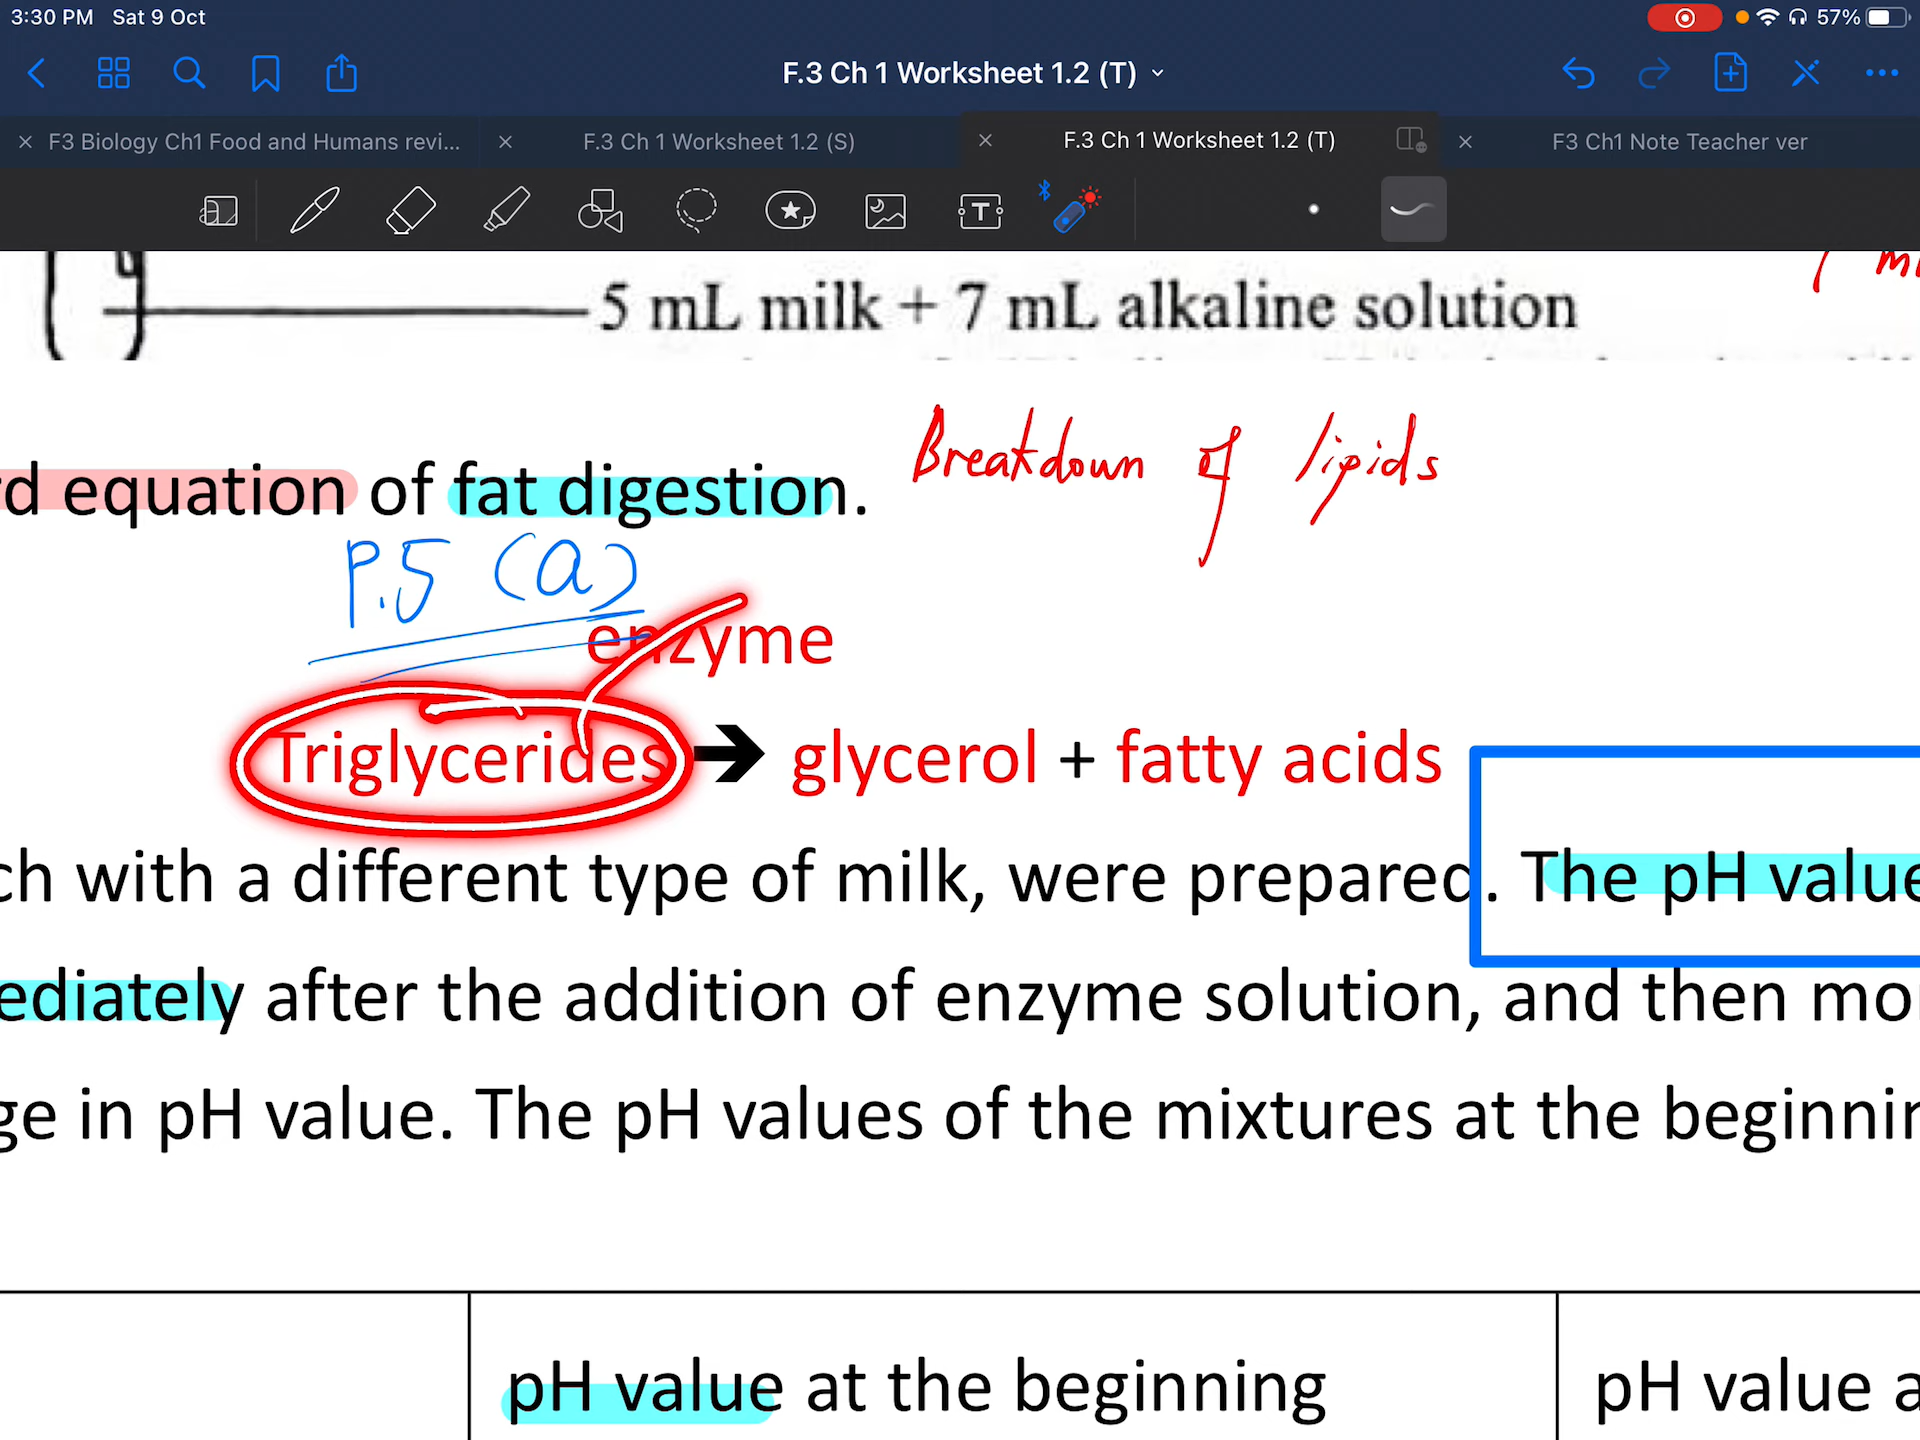 3:30 PM Sat 9 Oct 57%
F.3 Ch 1 Worksheet 1.2 (T)
F3 Biology Ch1 Food and Humans revi... F.3 Ch 1 Worksheet 1.2 (S) F.3 Ch 1 Worksheet 1.2 (T) F3 Ch1 Note Teacher ver
5 mL milk + 7 mL alkaline solution
Breakdown of lipids
d equation of fat digestion.
P.5 (a)
enzyme
Triglycerides → glycerol + fatty acids
ch with a different type of milk, were prepared. The pH value
ediately after the addition of enzyme solution, and then mo
ge in pH value. The pH values of the mixtures at the beginnin
pH value at the beginning pH value a